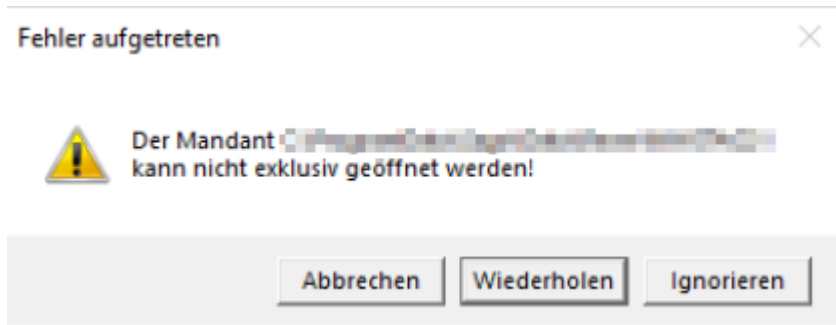 Fehler aufgetreten
Der Mandant
kann nicht exklusiv geöffnet werden!
Abbrechen
Wiederholen
Ignorieren